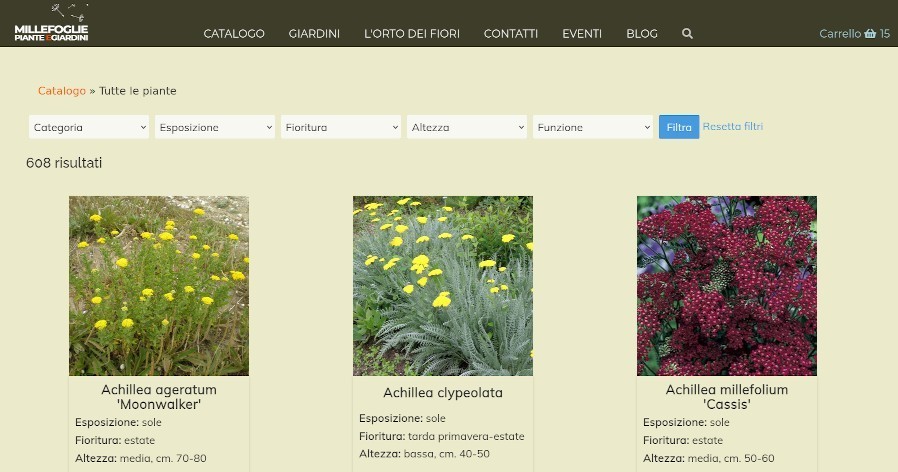 MILLEFOGLIE
PIANTE E GIARDINI
CATALOGO GIARDINI L'ORTO DEI FIORI CONTATTI EVENTI BLOG
Carrello 15
Catalogo » Tutte le piante
Categoria Esposizione Fioritura Altezza Funzione Filtra Resetta filtri
608 risultati
Achillea ageratum
'Moonwalker'
Esposizione: sole
Fioritura: estate
Altezza: media, cm. 70-80
Achillea clypeolata
Esposizione: sole
Fioritura: tarda primavera-estate
Altezza: bassa, cm. 40-50
Achillea millefolium
'Cassis'
Esposizione: sole
Fioritura: estate
Altezza: media, cm. 50-60